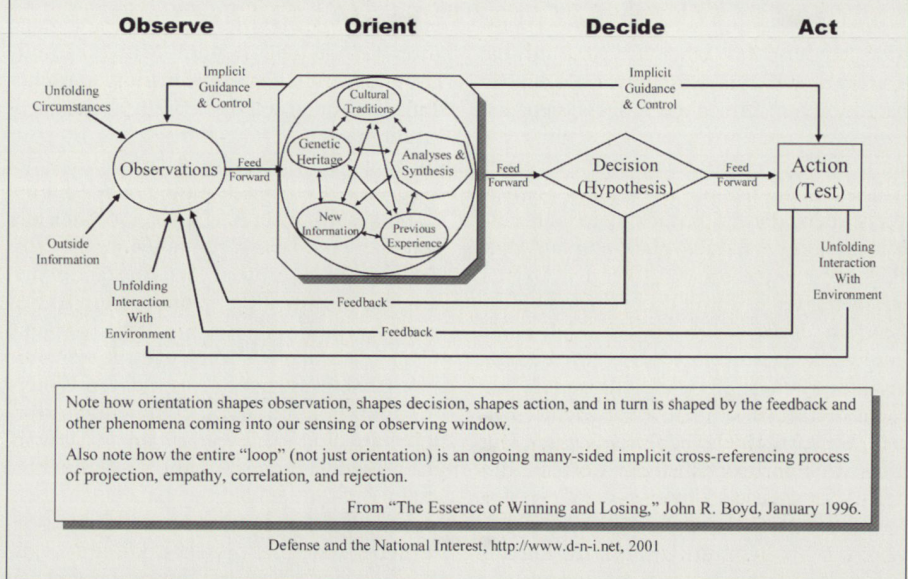 Observe Orient Decide Act
Implicit
Guidance
& Control
Implicit
Guidance
& Control
Unfolding
Circumstances
Cultural
Traditions
Genetic
Heritage
Analyses &
Synthesis
New
Information
Previous
Experience
Observations
Feed
Forward
Feed
Forward
Decision
(Hypothesis)
Feed
Forward
Action
(Test)
Outside
Information
Unfolding
Interaction
With
Environment
Unfolding
Interaction
With
Environment
Feedback
Feedback
Note how orientation shapes observation, shapes decision, shapes action, and in turn is shaped by the feedback and
other phenomena coming into our sensing or observing window.
Also note how the entire “loop” (not just orientation) is an ongoing many-sided implicit cross-referencing process
of projection, empathy, correlation, and rejection.
From “The Essence of Winning and Losing,” John R. Boyd, January 1996.
Defense and the National Interest, http://www.d-n-i.net, 2001